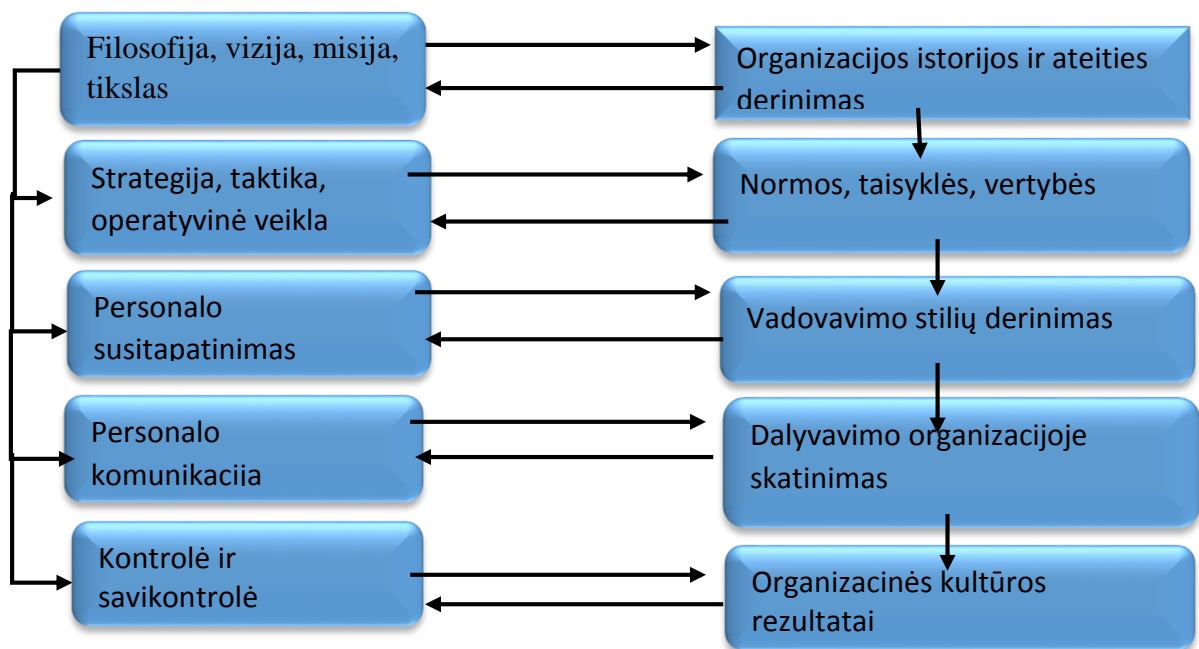 Filosofija, vizija, misija,
tikslas
Organizacijos istorijos ir ateities
derinimas
Strategija, taktika,
operatyvinė veikla
Normos, taisyklės, vertybės
Personalo
susitapatinimas
Vadovavimo stilių derinimas
Personalo
komunikacija
Dalyvavimo organizacijoje
skatinimas
Kontrolė ir
savikontrolė
Organizacinės kultūros
rezultatai